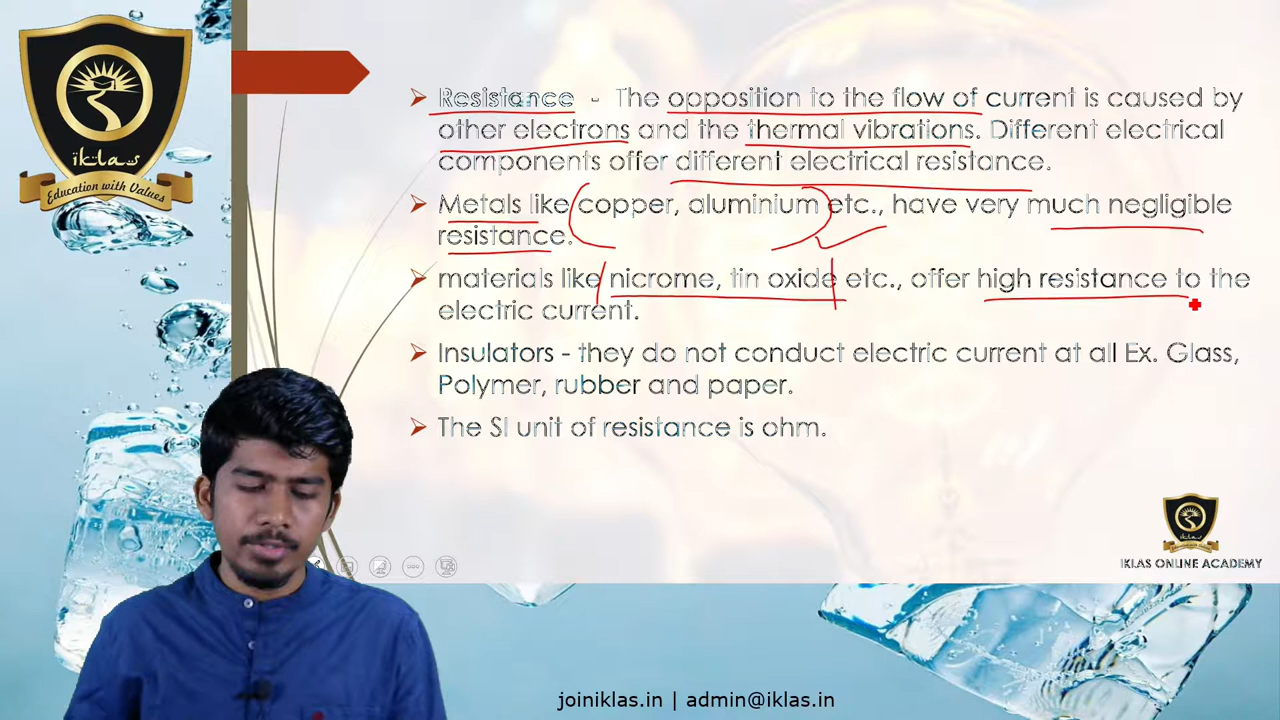 iklas
Education with Values
Resistance - The opposition to the flow of current is caused by
other electrons and the thermal vibrations. Different electrical
components offer different electrical resistance.
Metals like copper, aluminium etc., have very much negligible
resistance.
materials like nicrome, tin oxide etc., offer high resistance to the
electric current.
Insulators - they do not conduct electric current at all Ex. Glass,
Polymer, rubber and paper.
The SI unit of resistance is ohm.
iklas
IKLAS ONLINE ACADEMY
joiniklas.in | admin@iklas.in